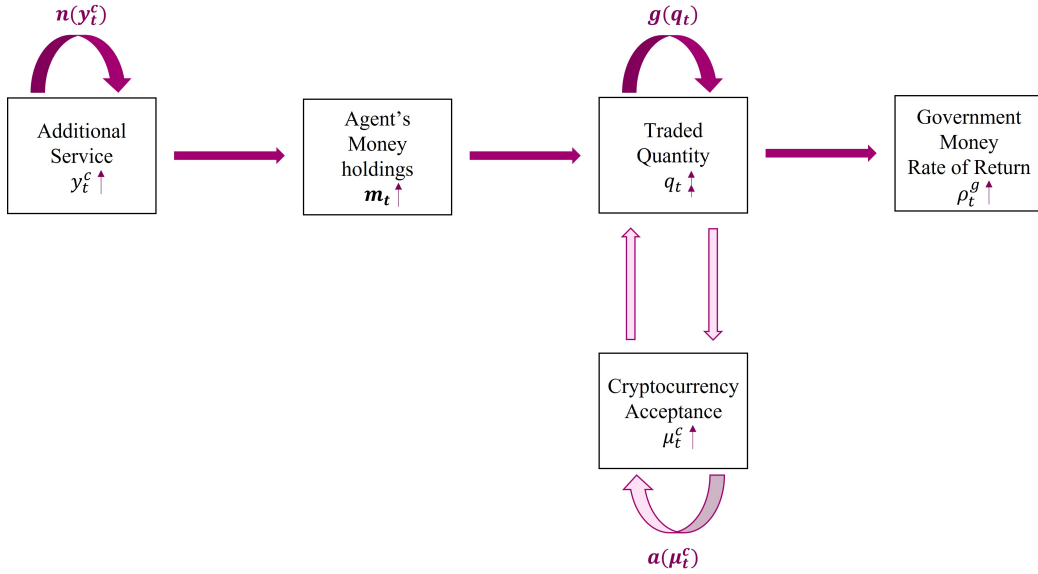 n(y_t^c)
g(q_t)
Additional
Service
y_t^c ↑
Agent's
Money
holdings
m_t ↑
Traded
Quantity
q_t ↑
Government
Money
Rate of Return
ρ_t^g ↑
Cryptocurrency
Acceptance
μ_t^c ↑
a(μ_t^c)